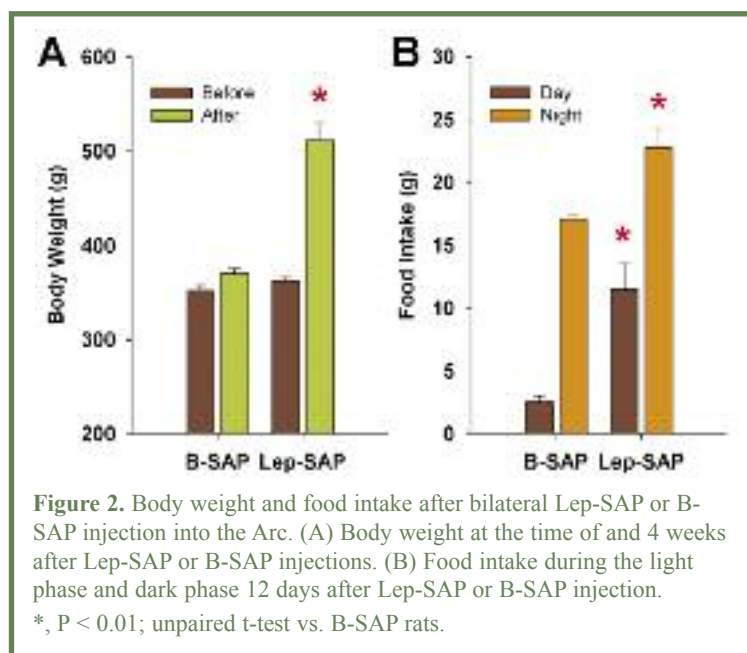 A
B
600
500
400
300
200
Body Weight (g)
Before
After
*
B-SAP Lep-SAP
30
25
20
15
10
5
0
Food Intake (g)
Day
Night
*
*
B-SAP Lep-SAP
Figure 2. Body weight and food intake after bilateral Lep-SAP or B-
SAP injection into the Arc. (A) Body weight at the time of and 4 weeks
after Lep-SAP or B-SAP injections. (B) Food intake during the light
phase and dark phase 12 days after Lep-SAP or B-SAP injection.
*, P < 0.01; unpaired t-test vs. B-SAP rats.